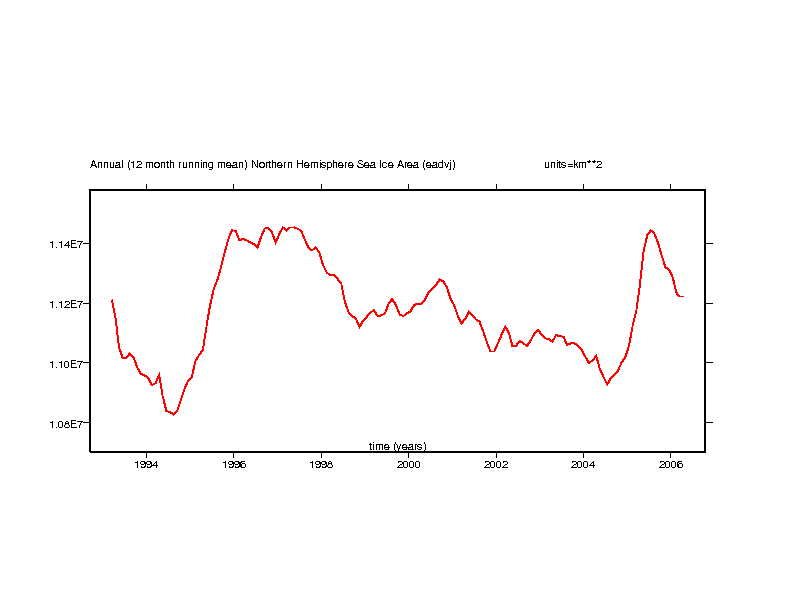 Annual (12 month running mean) Northern Hemisphere Sea Ice Area (eadvj) units=km**2
1.14E7
1.12E7
1.10E7
1.08E7
time (years)
1994 1996 1998 2000 2002 2004 2006